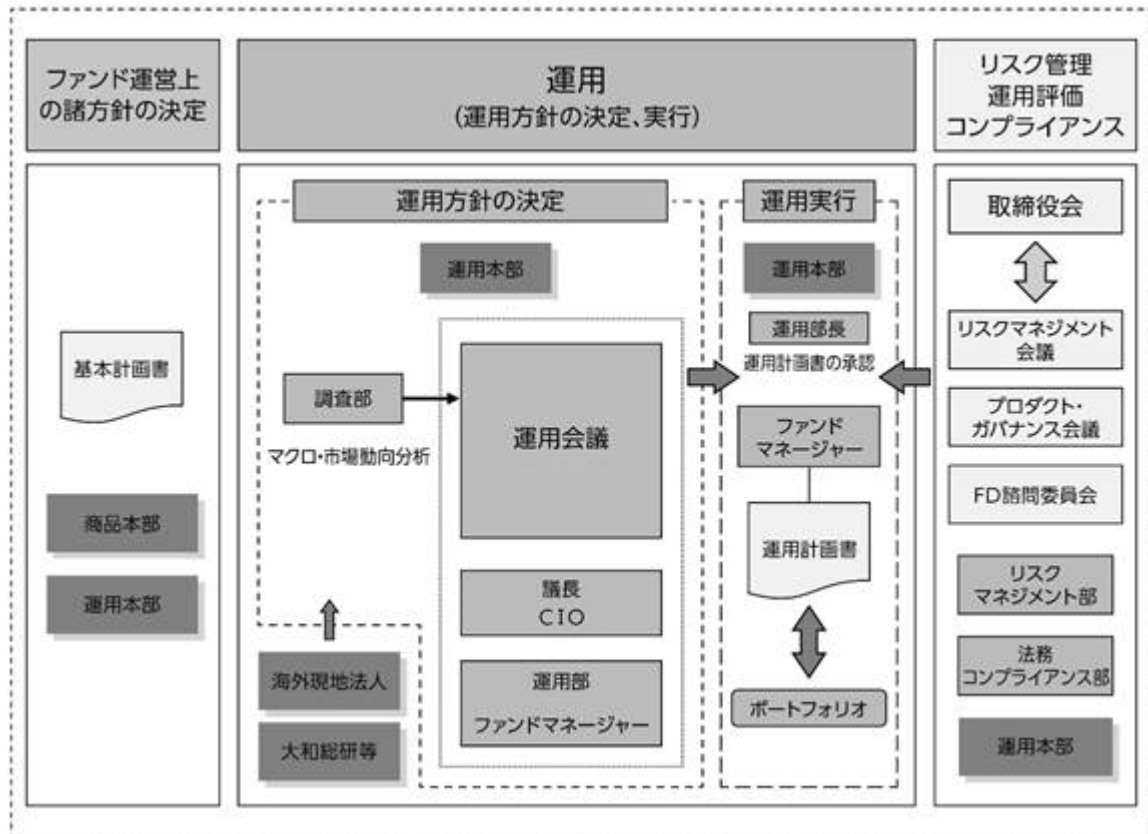 ファンド運営上
の諸方針の決定
運用
(運用方針の決定、実行)
リスク管理
運用評価
コンプライアンス
基本計画書
商品本部
運用本部
運用方針の決定
運用本部
調査部
マクロ・市場動向分析
運用会議
議長
CIO
運用部
ファンドマネージャー
海外現地法人
大和総研等
運用実行
運用本部
運用部長
運用計画書の承認
ファンド
マネージャー
運用計画書
ポートフォリオ
取締役会
リスクマネジメント
会議
プロダクト・
ガバナンス会議
FD諮問委員会
リスク
マネジメント部
法務
コンプライアンス部
運用本部